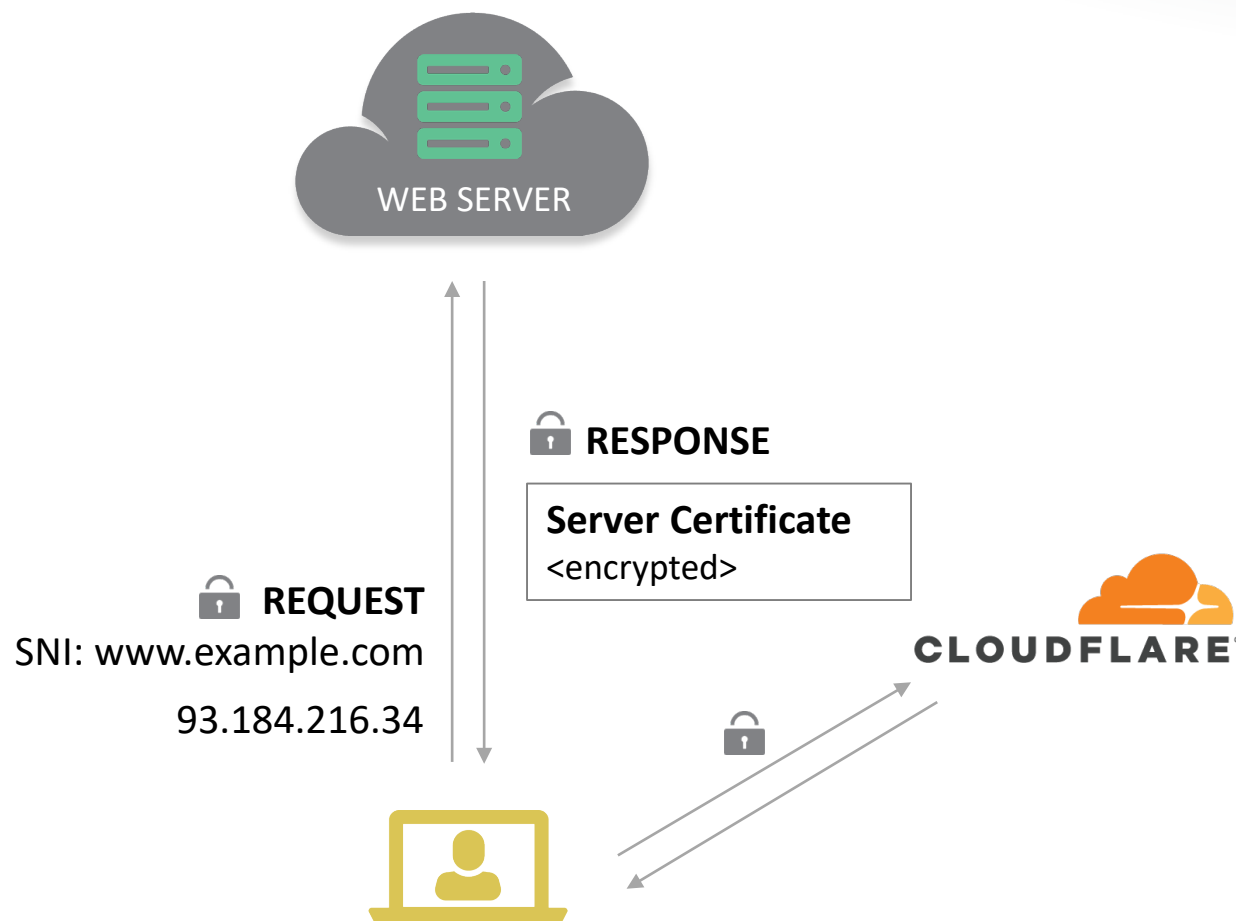 WEB SERVER
RESPONSE
Server Certificate
<encrypted>
REQUEST
SNI: www.example.com
93.184.216.34
CLOUDFLARE